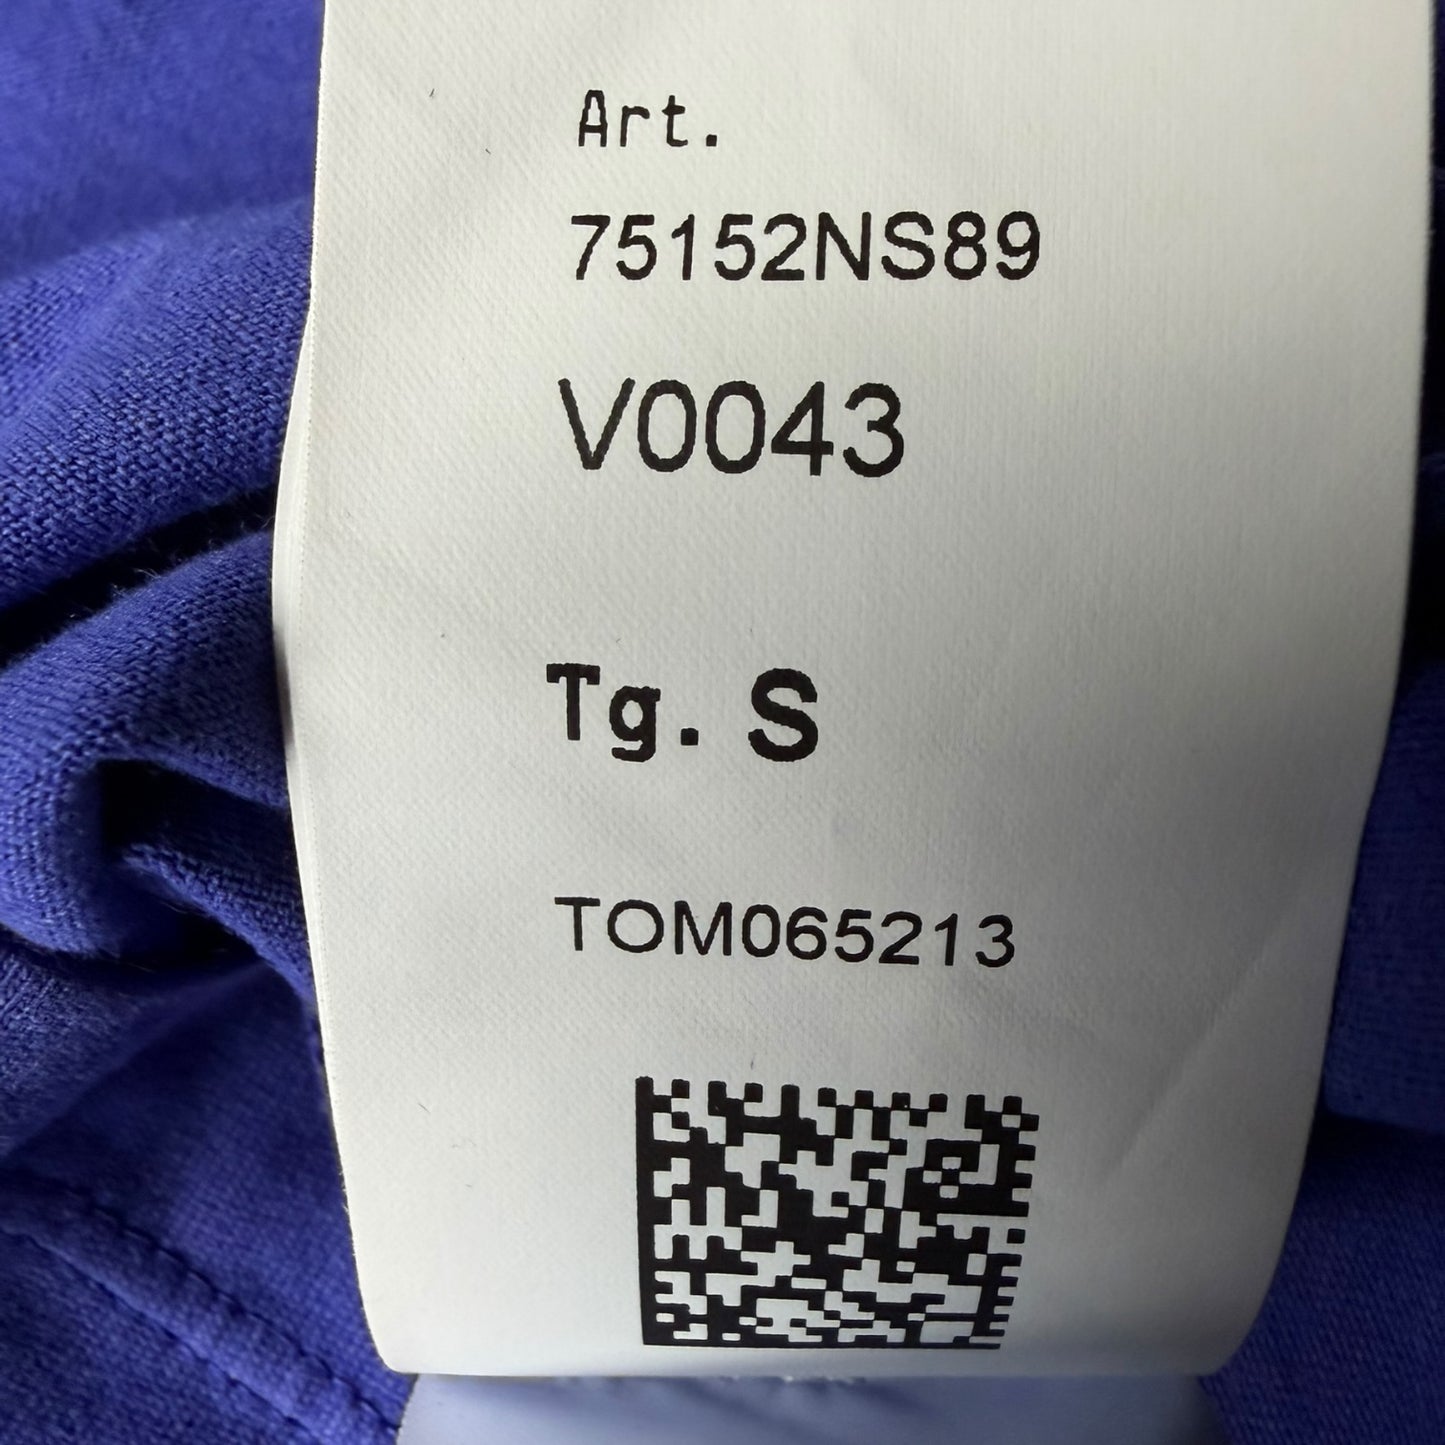 Art.
75152NS89
V0043
Tg. S
TOM065213